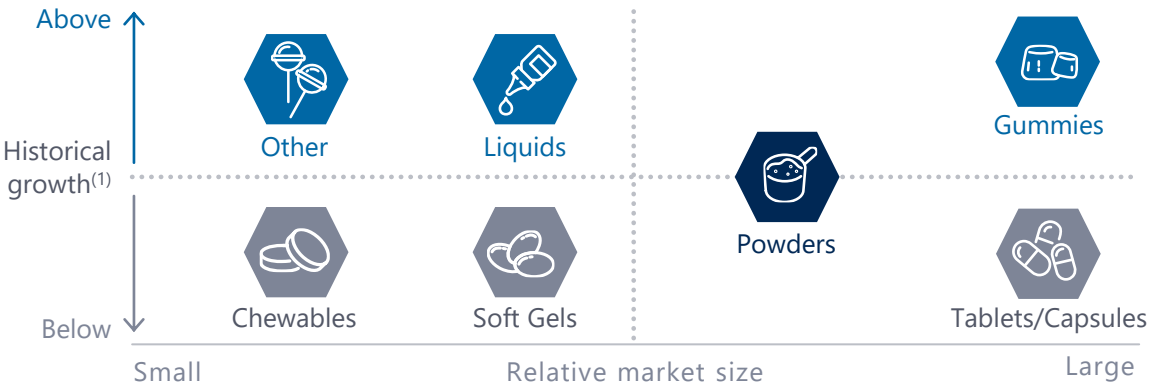 Above
Other
Liquids
Gummies
Historical
growth(1)
Powders
Chewables
Soft Gels
Tablets/Capsules
Below
Small
Relative market size
Large